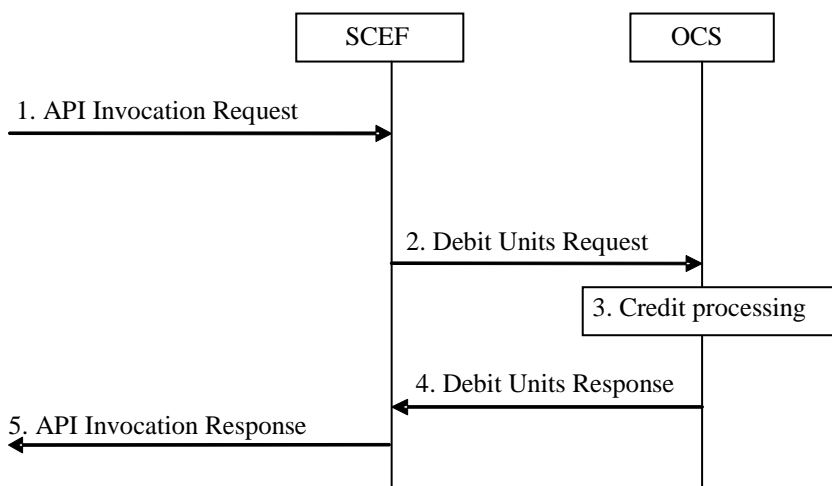 SCEF
OCS
1. API Invocation Request
2. Debit Units Request
3. Credit processing
4. Debit Units Response
5. API Invocation Response